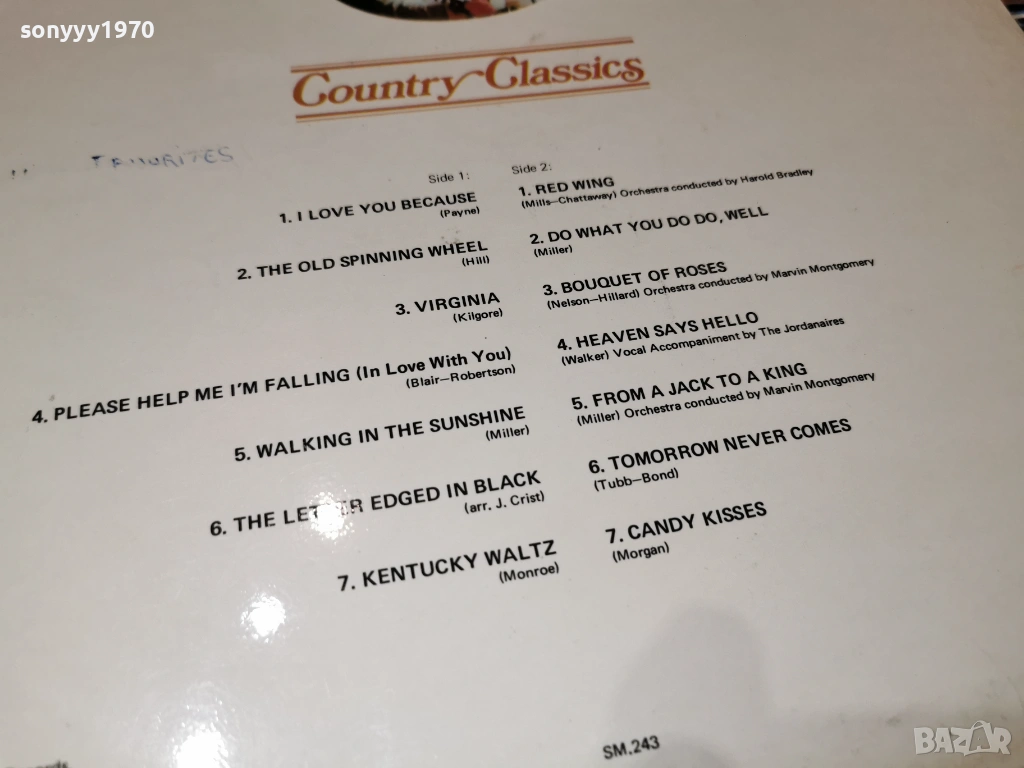 sonyyy1970
Country Classics
FAVORITES
Side 1:
1. I LOVE YOU BECAUSE
(Payne)
2. THE OLD SPINNING WHEEL
(Hill)
3. VIRGINIA
(Kilgore)
4. PLEASE HELP ME I'M FALLING (In Love With You)
(Blair–Robertson)
5. WALKING IN THE SUNSHINE
(Miller)
6. THE LETTER EDGED IN BLACK
(arr. J. Crist)
7. KENTUCKY WALTZ
(Monroe)
Side 2:
1. RED WING
(Mills–Chattaway) Orchestra conducted by Harold Bradley
2. DO WHAT YOU DO DO, WELL
(Miller)
3. BOUQUET OF ROSES
(Nelson–Hillard) Orchestra conducted by Marvin Montgomery
4. HEAVEN SAYS HELLO
(Walker) Vocal Accompaniment by The Jordanaires
5. FROM A JACK TO A KING
(Miller) Orchestra conducted by Marvin Montgomery
6. TOMORROW NEVER COMES
(Tubb–Bond)
7. CANDY KISSES
(Morgan)
SM.243
BAZAR